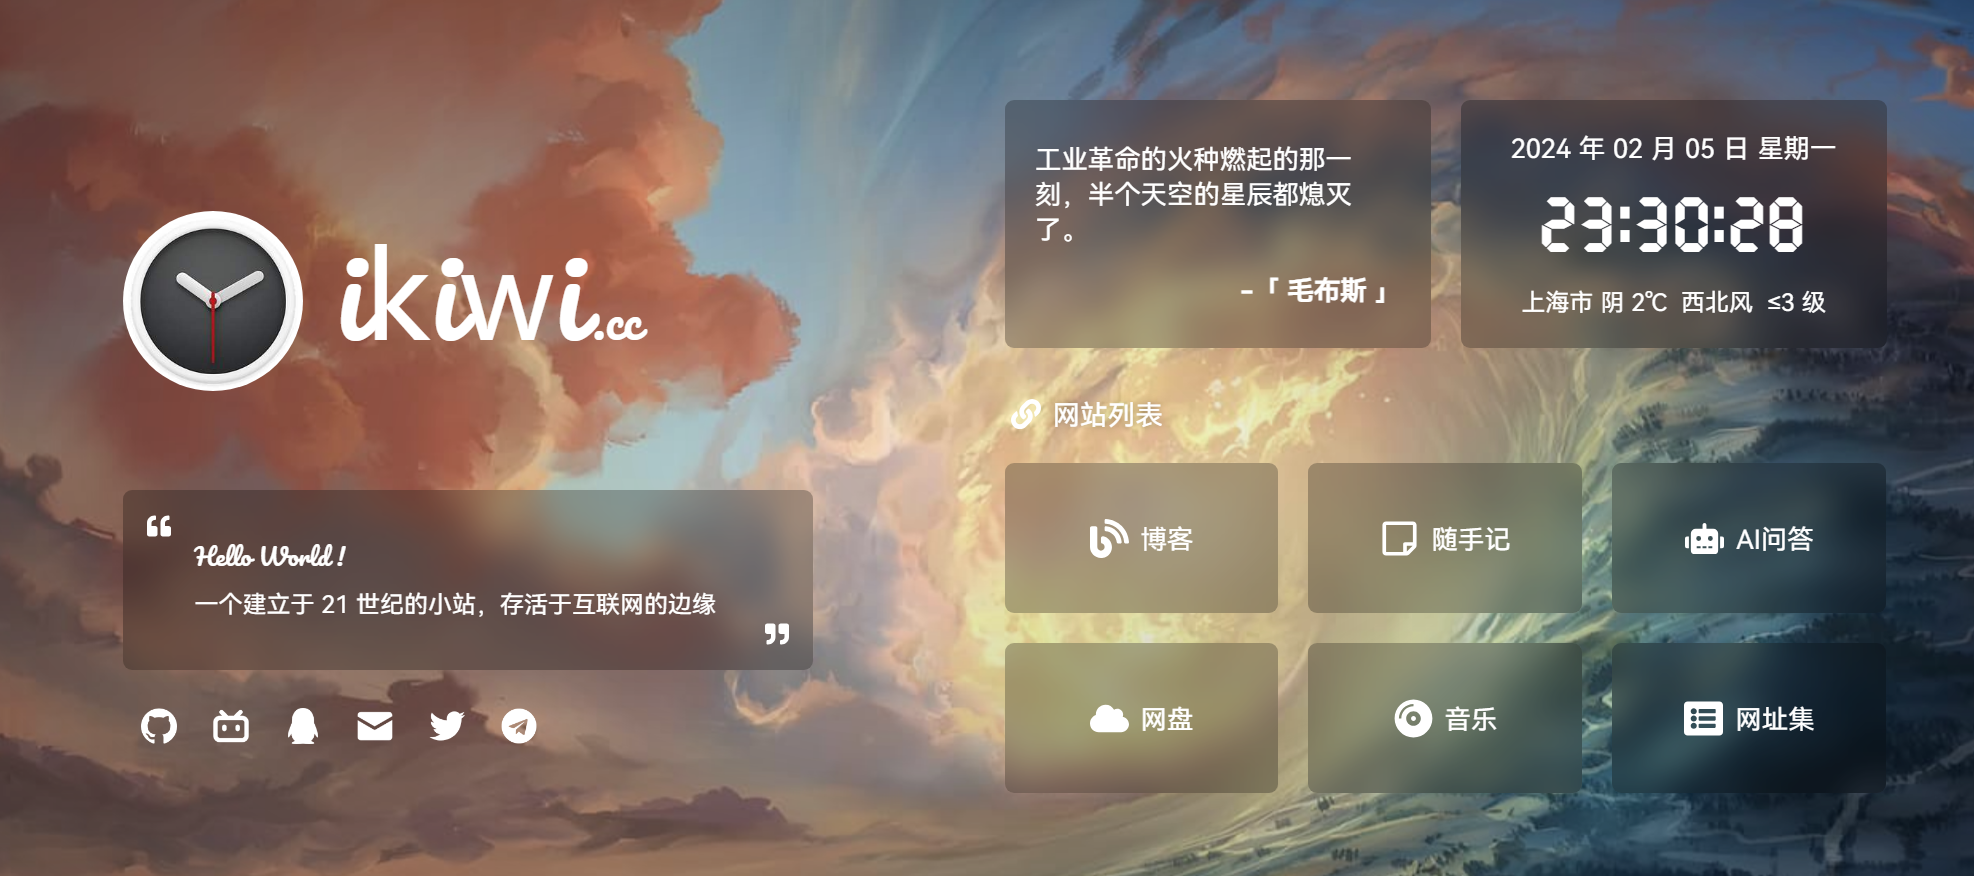 ikiwi.cc
Hello World !
一个建立于 21 世纪的小站，存活于互联网的边缘
工业革命的火种燃起的那一
刻，半个天空的星辰都熄灭
了。
-「 毛布斯 」
2024 年 02 月 05 日 星期一
23:30:28
上海市 阴 2℃ 西北风 ≤3 级
网站列表
博客
随手记
AI问答
网盘
音乐
网址集